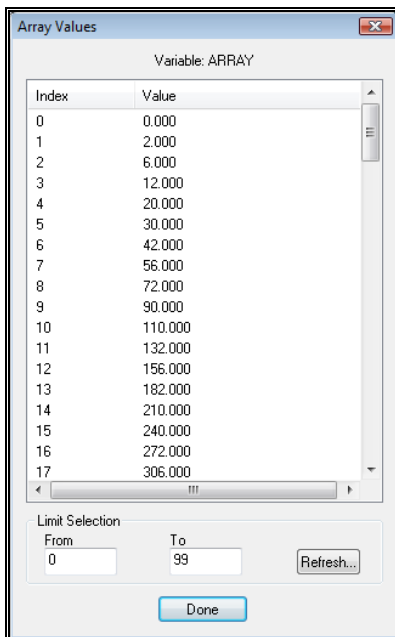 Array Values
Variable: ARRAY
Index Value
0 0.000
1 2.000
2 6.000
3 12.000
4 20.000
5 30.000
6 42.000
7 56.000
8 72.000
9 90.000
10 110.000
11 132.000
12 156.000
13 182.000
14 210.000
15 240.000
16 272.000
17 306.000
Limit Selection
From To
0 99 Refresh...
Done